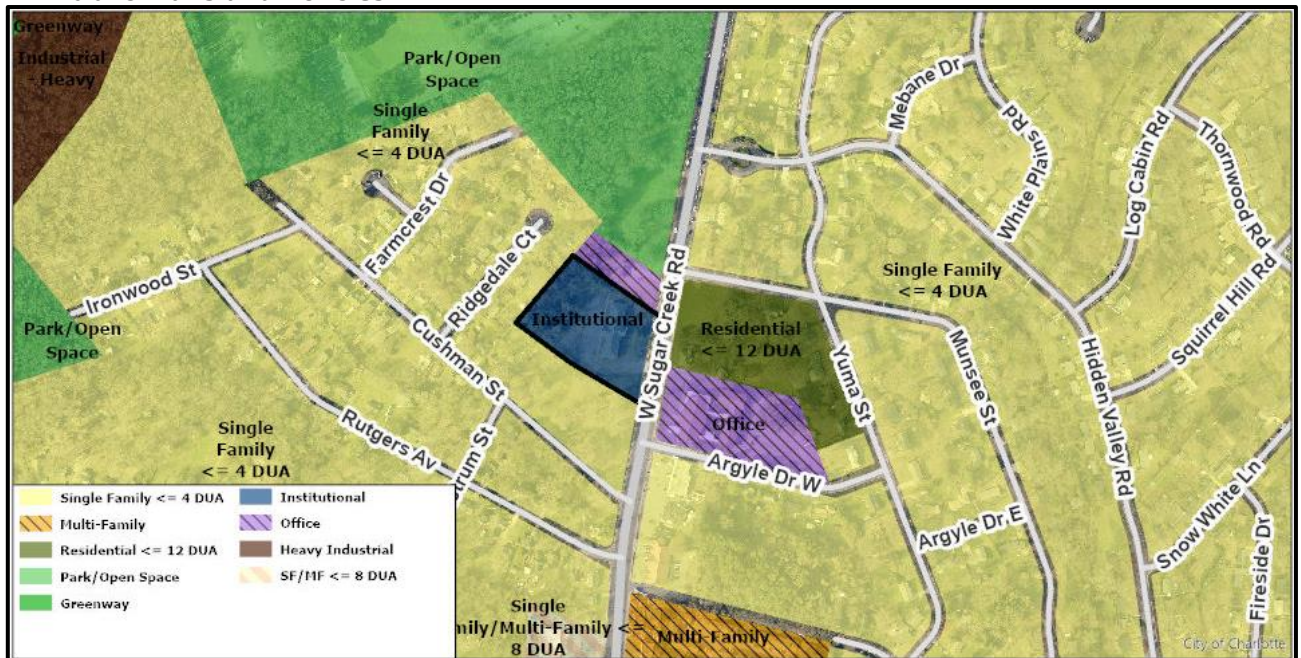 Greenway
Industrial
- Heavy
Park/Open
Space
Single
Family
<= 4 DUA
Mebane Dr
White Plains Rd
Log Cabin Rd
Thornwood Rd
Squirrel Hill Rd
Farmcrest Dr
Ridgedale Ct
Ironwood St
Park/Open
Space
Cushman St
Institutional
W Sugar Creek Rd
Residential
<= 12 DUA
Single Family
<= 4 DUA
Yuma St
Munsee St
Hidden Valley Rd
Office
Argyle Dr W
Rutgers Av
Single
Family
<= 4 DUA
trum St
Argyle Dr E
Snow White Ln
Fireside Dr
Single Family <= 4 DUA
Institutional
Multi-Family
Office
Residential <= 12 DUA
Heavy Industrial
Park/Open Space
SF/MF <= 8 DUA
Greenway
Single
mily/Multi-Family <=
8 DUA
Multi-Family
City of Charlotte